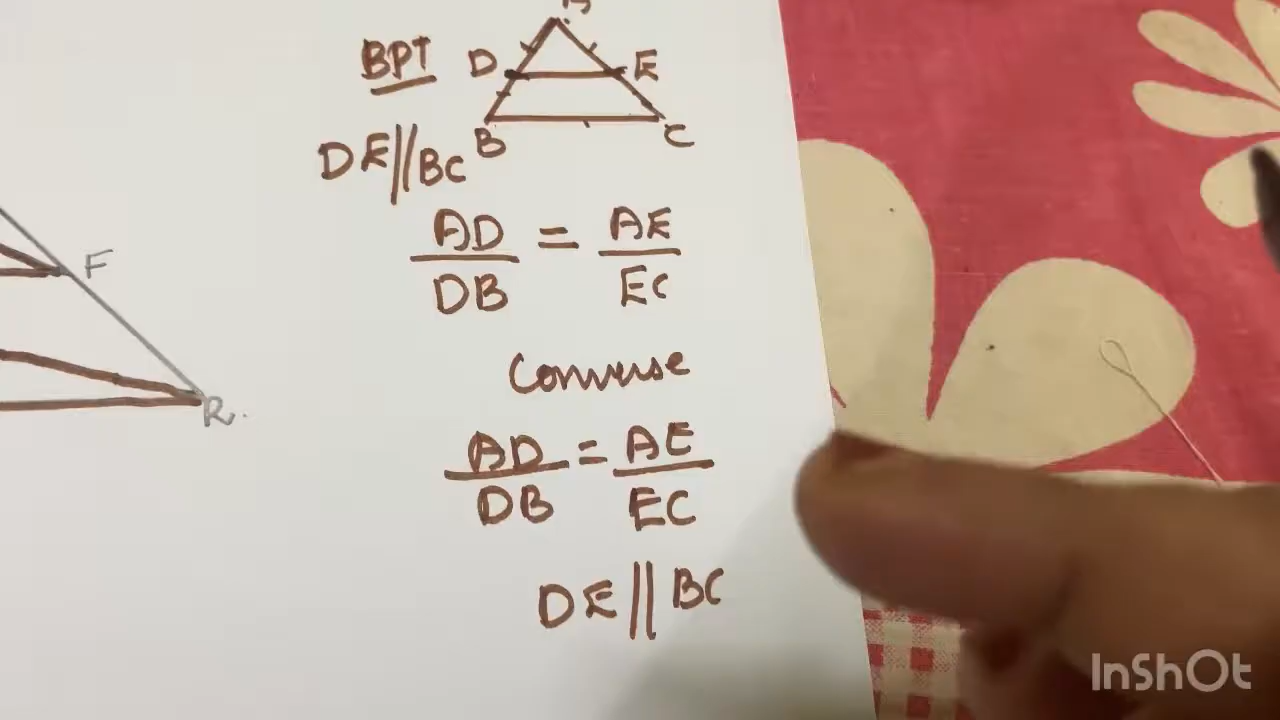 A
BPT D E
B C
DE||BC
AD/DB = AE/EC
F
Converse
R.
AD/DB = AE/EC
DE || BC
InShOt